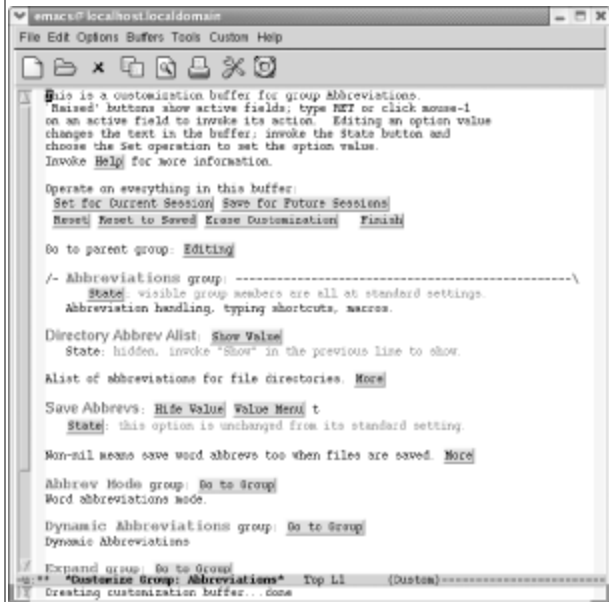 emacs@localhost.localdomain
File Edit Options Buffers Tools Custom Help
This is a customization buffer for group Abbreviations.
`Raised' buttons show active fields; type RET or click mouse-1
on an active field to invoke its action.  Editing an option value
changes the text in the buffer; invoke the State button and
choose the Set operation to set the option value.
Invoke Help for more information.
Operate on everything in this buffer:
Set for Current Session Save for Future Sessions
Reset Reset to Saved Erase Customization Finish
Go to parent group: Editing
/- Abbreviations group: ---------------------------------------------------\
State: visible group members are all at standard settings.
Abbreviation handling, typing shortcuts, macros.
Directory Abbrev Alist: Show Value
State: hidden, invoke "Show" in the previous line to show.
Alist of abbreviations for file directories. More
Save Abbrevs: Hide Value Value Menu t
State: this option is unchanged from its standard setting.
Non-nil means save word abbrevs too when files are saved. More
Abbrev Mode group: Go to Group
Word abbreviations mode.
Dynamic Abbreviations group: Go to Group
Dynamic Abbreviations
Expand group: Go to Group
-u:** *Customize Group: Abbreviations* Top L1 (Custom)------------------------
Creating customization buffer...done